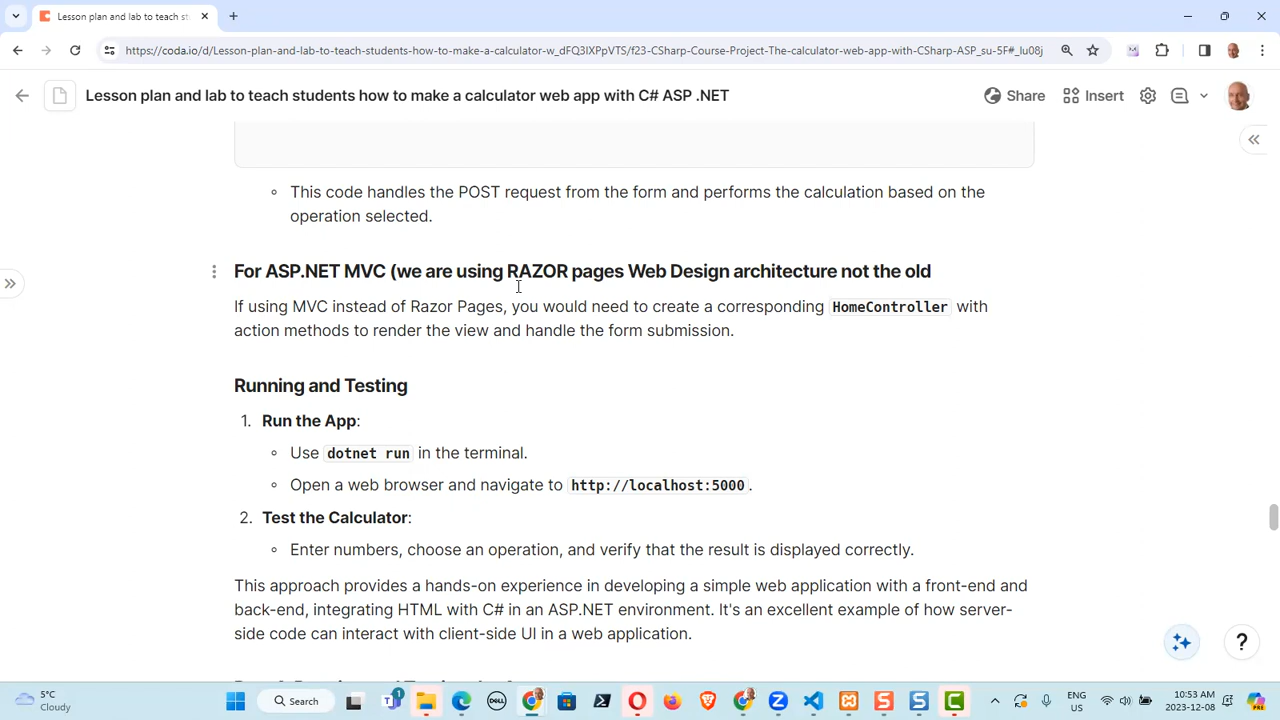 Lesson plan and lab to teach st
https://coda.io/d/Lesson-plan-and-lab-to-teach-students-how-to-make-a-calculator-w_dFQ3IXPpVTS/f23-CSharp-Course-Project-The-calculator-web-app-with-CSharp-ASP_su-5F#_lu08j
Lesson plan and lab to teach students how to make a calculator web app with C# ASP .NET
Share
Insert
This code handles the POST request from the form and performs the calculation based on the
operation selected.
For ASP.NET MVC (we are using RAZOR pages Web Design architecture not the old
If using MVC instead of Razor Pages, you would need to create a corresponding HomeController with
action methods to render the view and handle the form submission.
Running and Testing
1. Run the App:
Use dotnet run in the terminal.
Open a web browser and navigate to http://localhost:5000.
2. Test the Calculator:
Enter numbers, choose an operation, and verify that the result is displayed correctly.
This approach provides a hands-on experience in developing a simple web application with a front-end and
back-end, integrating HTML with C# in an ASP.NET environment. It's an excellent example of how server-
side code can interact with client-side UI in a web application.
?
5°C
Cloudy
Search
1
DELL
ENG
US
10:53 AM
2023-12-08